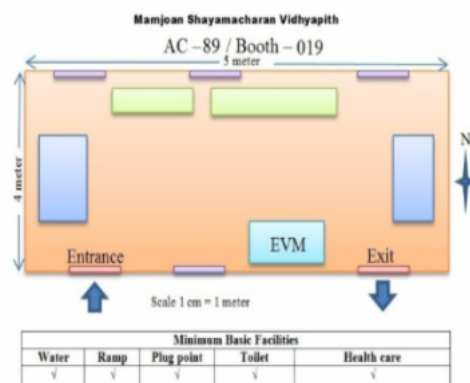 Mamjoan Shayamacharan Vidhyapith
AC – 89 / Booth – 019
5 meter
4 meter
N
EVM
Entrance
Exit
Scale 1 cm = 1 meter
Minimum Basic Facilities
Water Ramp Plug point Toilet Health care
√ √ √ √ √